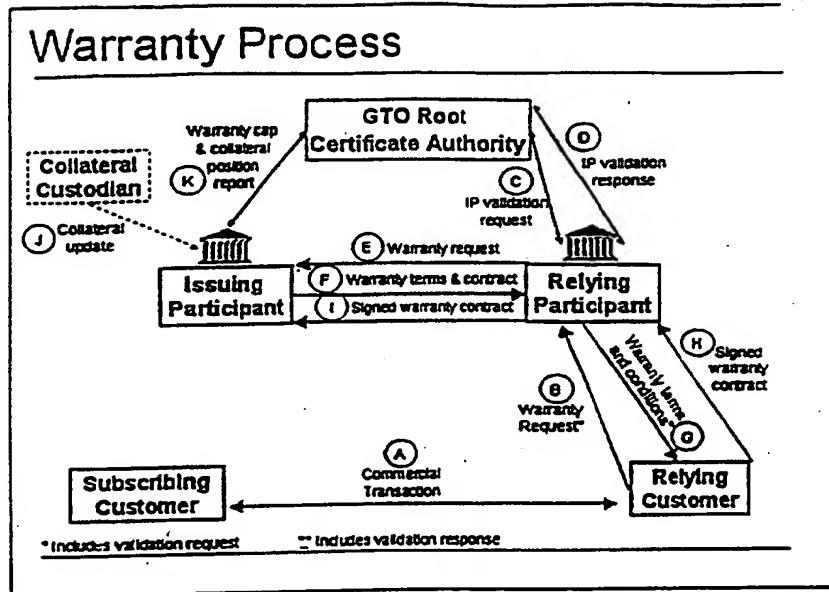 Warranty Process
GTO Root
Certificate Authority
Warranty cap
& collateral
position
report
K
D
IP validation
response
C
IP validation
request
Collateral
Custodian
J
Collateral
update
E Warranty request
F Warranty terms & contract
I Signed warranty contract
Issuing
Participant
Relying
Participant
H
Signed
warranty
contract
Warranty terms
and conditions
G
B
Warranty
Request*
A
Commercial
Transaction
Subscribing
Customer
Relying
Customer
* Includes validation request
** Includes validation response